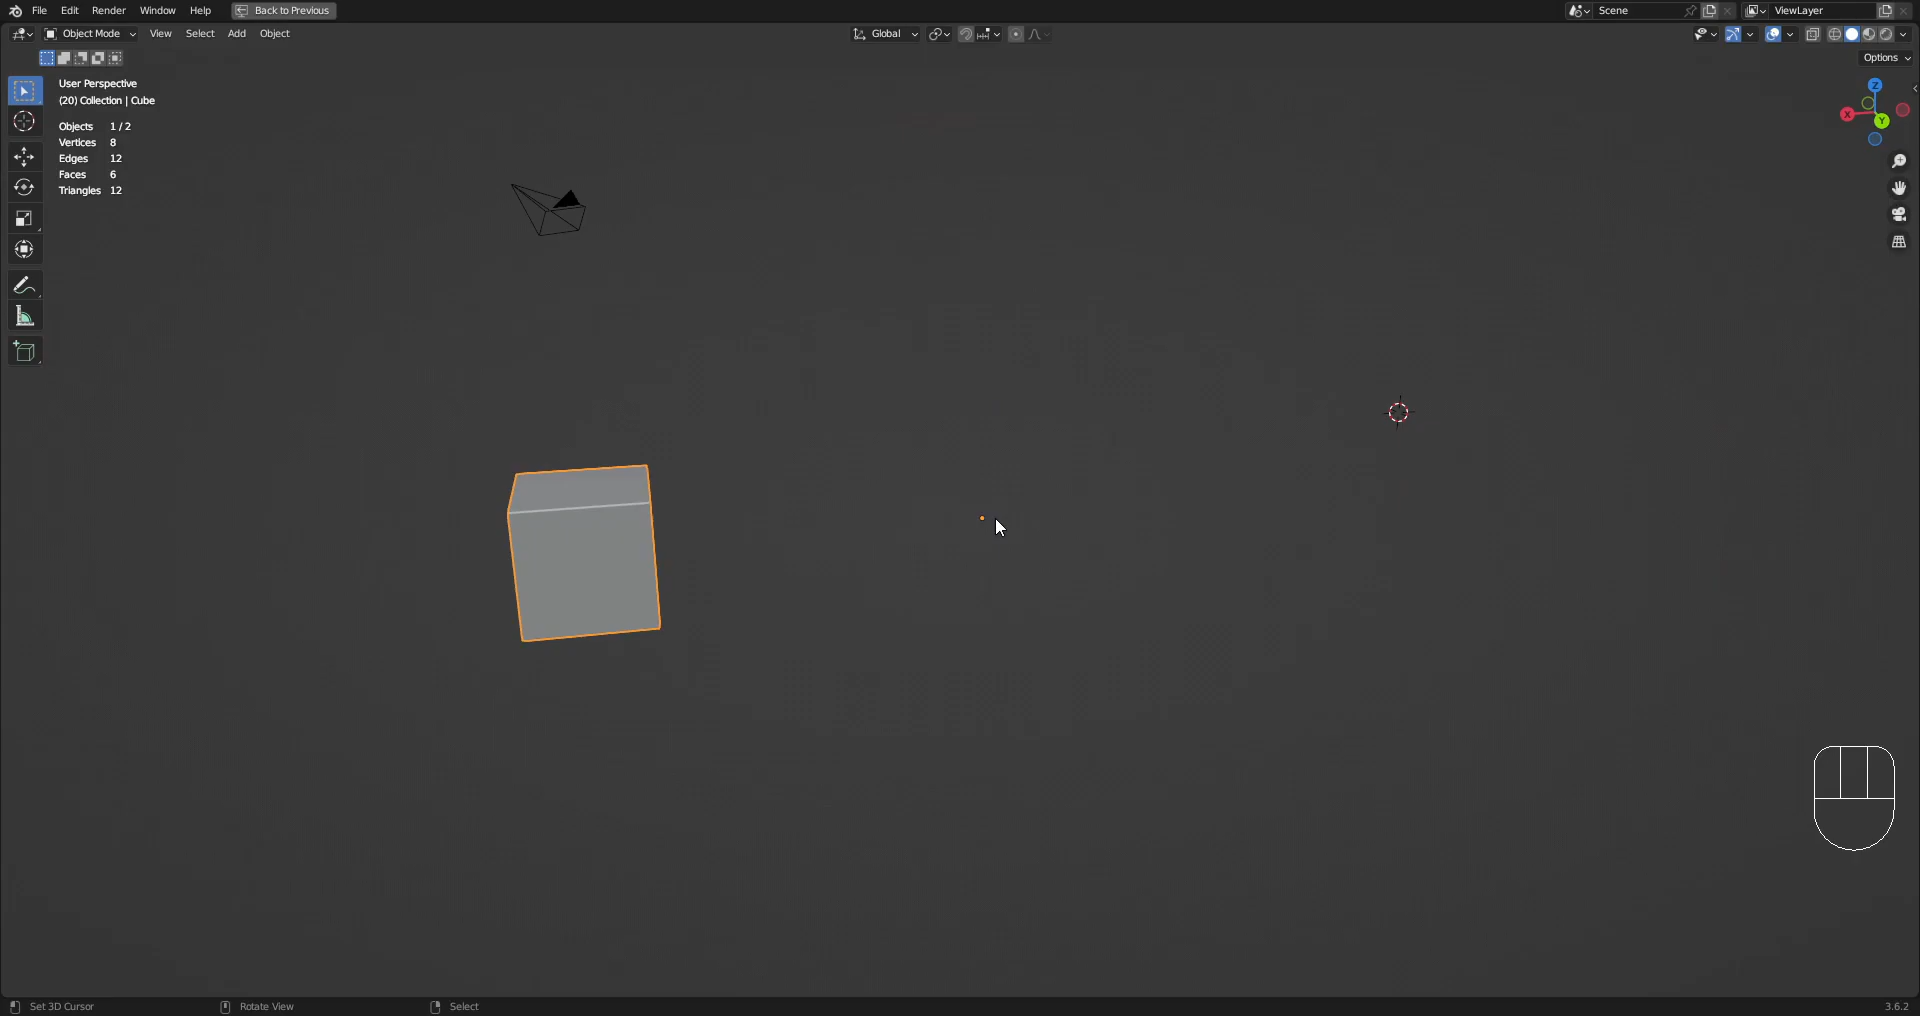 File Edit Render Window Help Back to Previous Scene ViewLayer
Object Mode View Select Add Object Global
Options
User Perspective
(20) Collection | Cube
Objects 1 / 2
Vertices 8
Edges 12
Faces 6
Triangles 12
Z
X
Y
Set 3D Cursor Rotate View Select 3.6.2